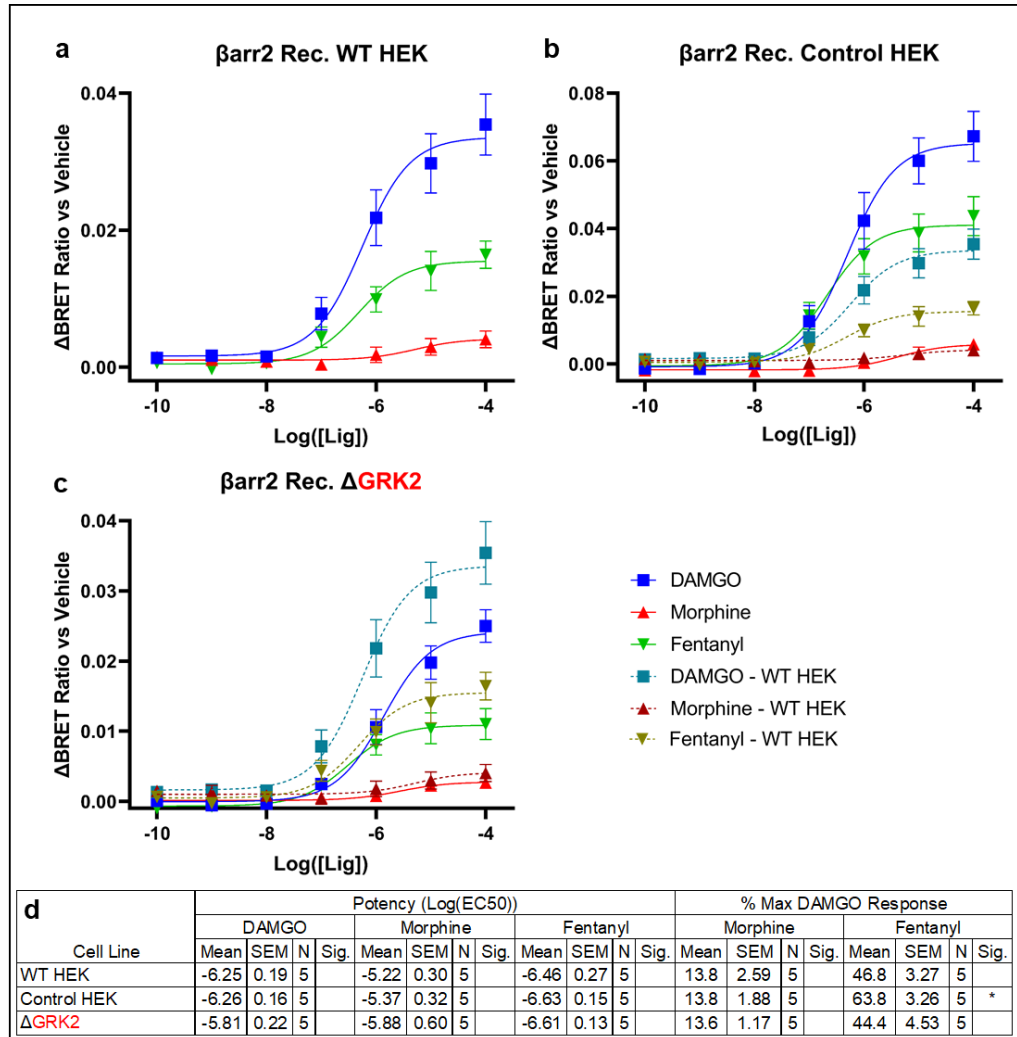 a
βarr2 Rec. WT HEK
ΔBRET Ratio vs Vehicle
0.04
0.02
0.00
-10 -8 -6 -4
Log([Lig])
b
βarr2 Rec. Control HEK
ΔBRET Ratio vs Vehicle
0.08
0.06
0.04
0.02
0.00
-10 -8 -6 -4
Log([Lig])
c
βarr2 Rec. ΔGRK2
ΔBRET Ratio vs Vehicle
0.04
0.03
0.02
0.01
0.00
-10 -8 -6 -4
Log([Lig])
DAMGO
Morphine
Fentanyl
DAMGO - WT HEK
Morphine - WT HEK
Fentanyl - WT HEK
d
Potency (Log(EC50)) % Max DAMGO Response
DAMGO Morphine Fentanyl Morphine Fentanyl
Cell Line Mean SEM N Sig. Mean SEM N Sig. Mean SEM N Sig. Mean SEM N Sig. Mean SEM N Sig.
WT HEK -6.25 0.19 5 -5.22 0.30 5 -6.46 0.27 5 13.8 2.59 5 46.8 3.27 5
Control HEK -6.26 0.16 5 -5.37 0.32 5 -6.63 0.15 5 13.8 1.88 5 63.8 3.26 5 *
ΔGRK2 -5.81 0.22 5 -5.88 0.60 5 -6.61 0.13 5 13.6 1.17 5 44.4 4.53 5